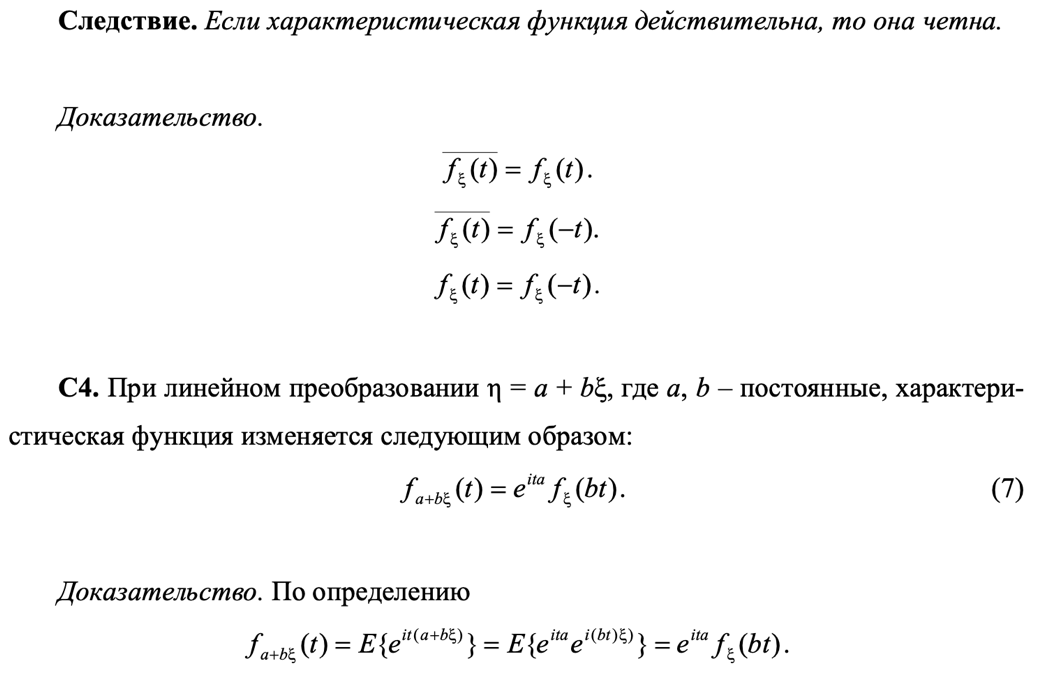 Следствие. Если характеристическая функция действительна, то она четна.
Доказательство.
$\overline{f_{\xi}(t)} = f_{\xi}(t).$
$\overline{f_{\xi}(t)} = f_{\xi}(-t).$
$f_{\xi}(t) = f_{\xi}(-t).$
С4. При линейном преобразовании η = a + bξ, где a, b – постоянные, характери-
стическая функция изменяется следующим образом:
$f_{a+b\xi}(t) = e^{ita} f_{\xi}(bt).$ (7)
Доказательство. По определению
$f_{a+b\xi}(t) = E\{e^{it(a+b\xi)}\} = E\{e^{ita}e^{i(bt)\xi)}\} = e^{ita} f_{\xi}(bt).$